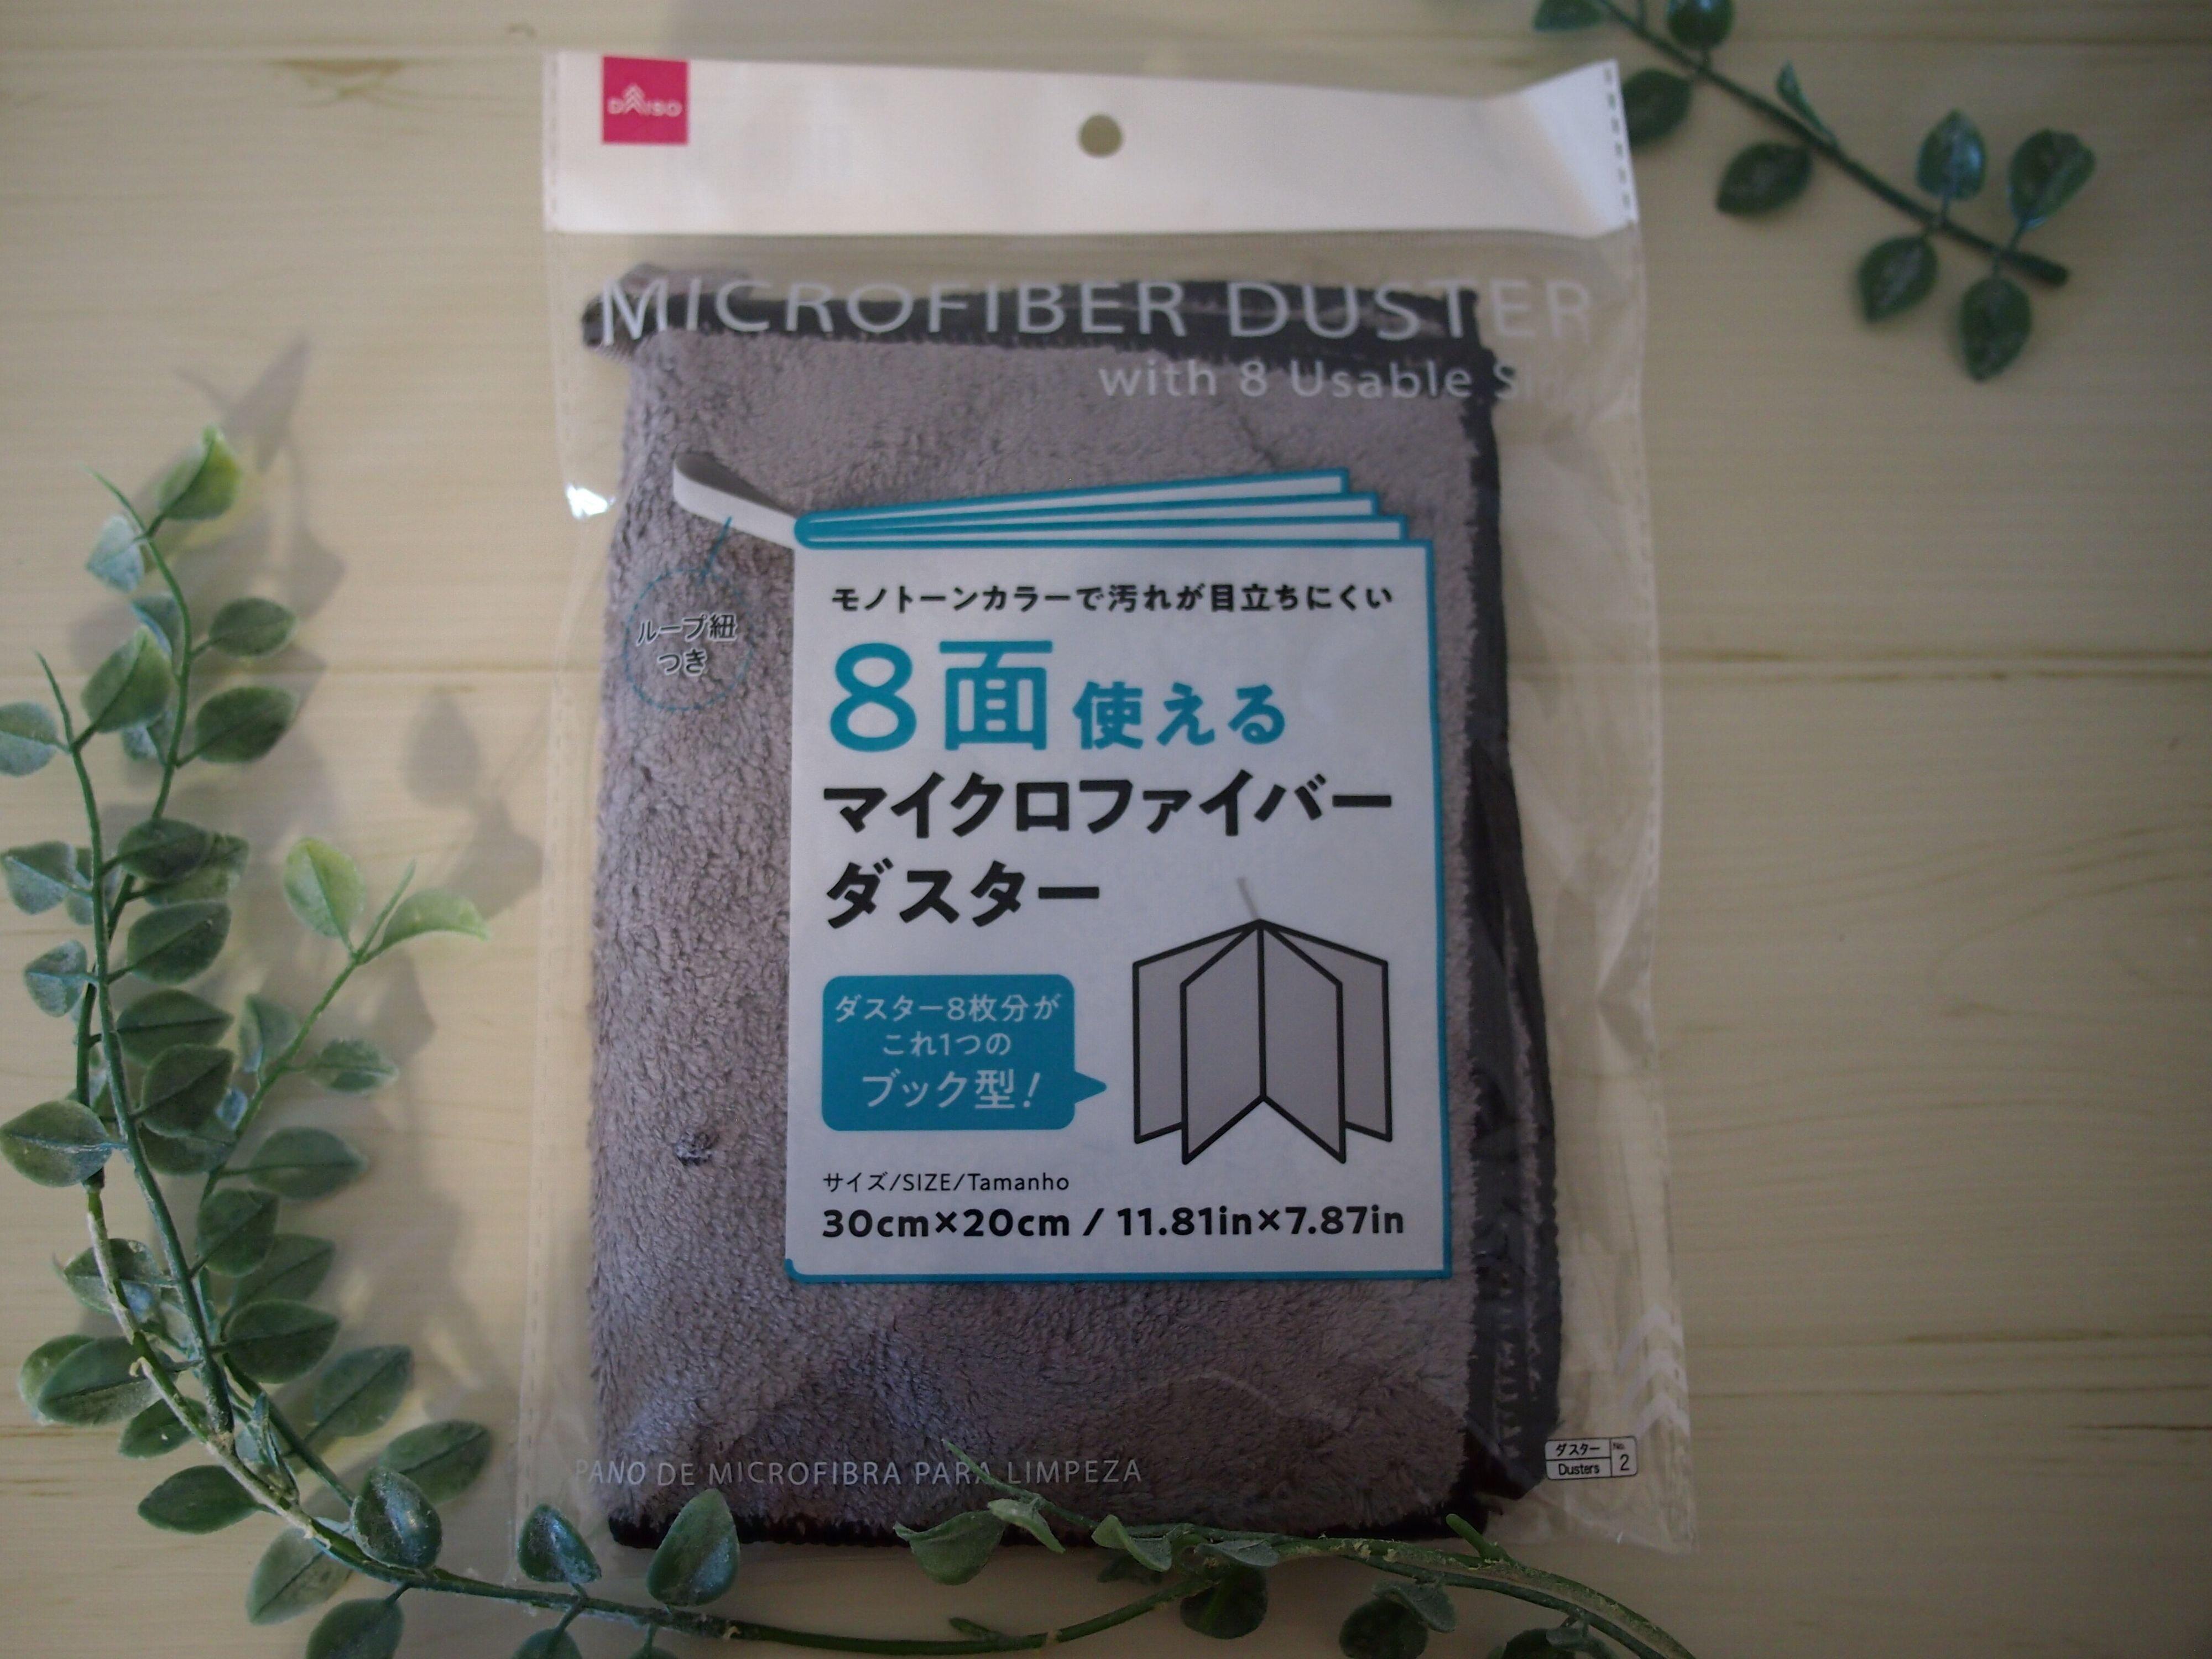 DAISO
MICROFIBER DUSTER
with 8 Usable
ループ紐
つき
モノトーンカラーで汚れが目立ちにくい
8面使える
マイクロファイバー
ダスター
ダスター8枚分が
これ1つの
ブック型!
サイズ/SIZE/Tamanho
30cm×20cm / 11.81in×7.87in
PANO DE MICROFIBRA PARA LIMPEZA
ダスター No.
Dusters 2